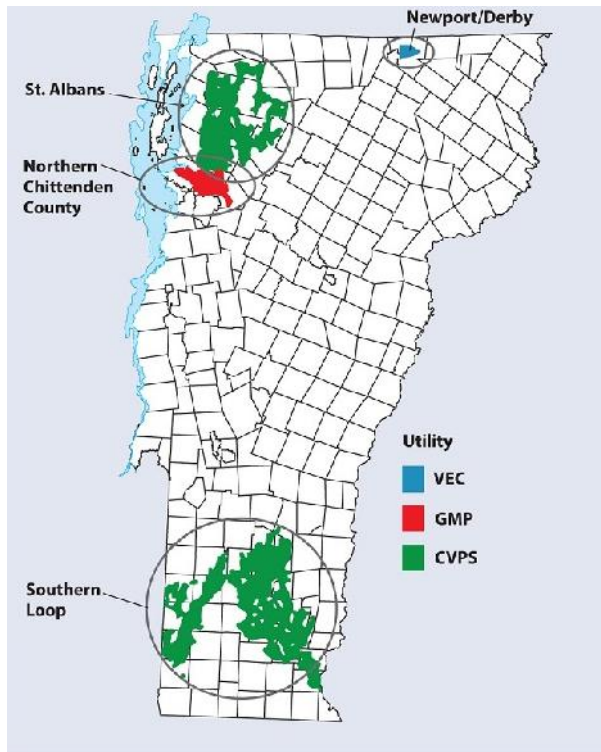 Newport/Derby
St. Albans
Northern
Chittenden
County
Utility
VEC
GMP
CVPS
Southern
Loop